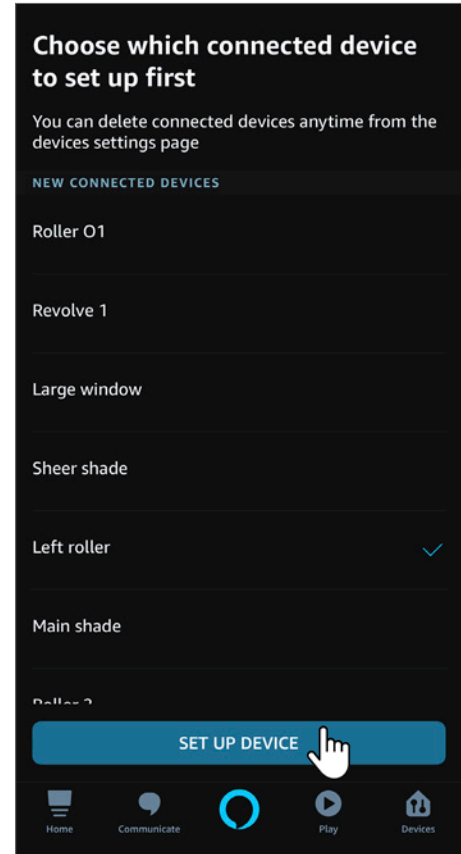 Choose which connected device
to set up first
You can delete connected devices anytime from the
devices settings page
NEW CONNECTED DEVICES
Roller O1
Revolve 1
Large window
Sheer shade
Left roller
Main shade
Roller 2
SET UP DEVICE
Home Communicate Play Devices